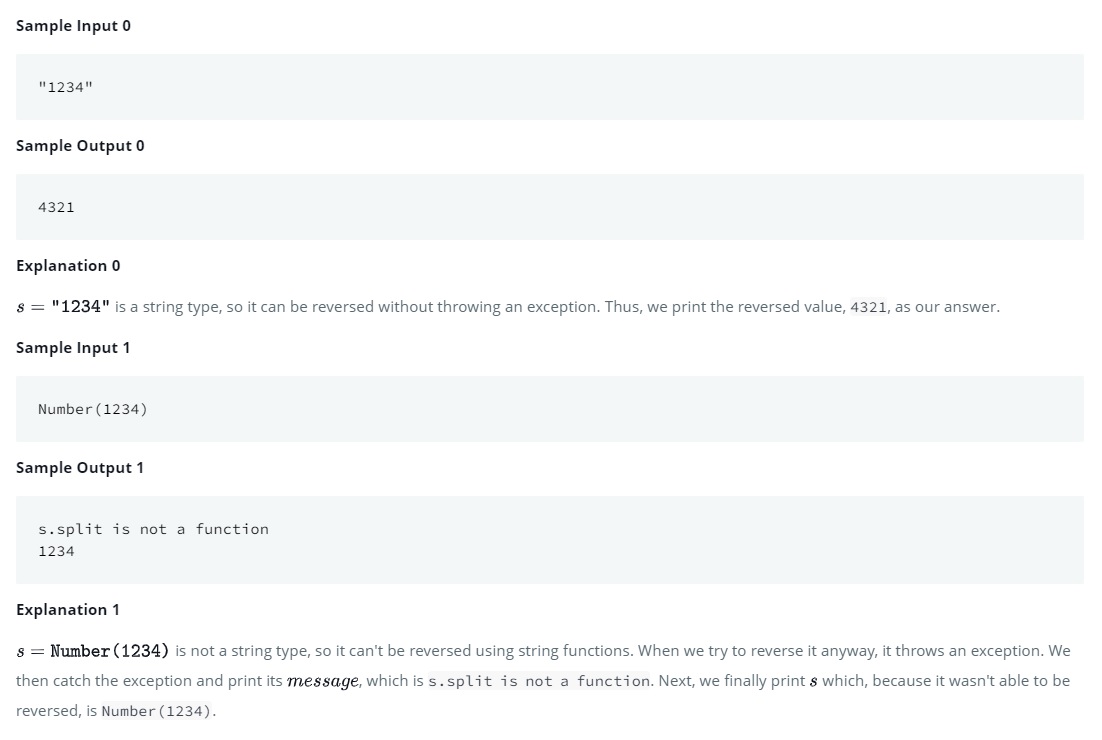 Sample Input 0
"1234"
Sample Output 0
4321
Explanation 0
s = "1234" is a string type, so it can be reversed without throwing an exception. Thus, we print the reversed value, 4321, as our answer.
Sample Input 1
Number(1234)
Sample Output 1
s.split is not a function
1234
Explanation 1
s = Number(1234) is not a string type, so it can't be reversed using string functions. When we try to reverse it anyway, it throws an exception. We
then catch the exception and print its message, which is s.split is not a function. Next, we finally print s which, because it wasn't able to be
reversed, is Number(1234).